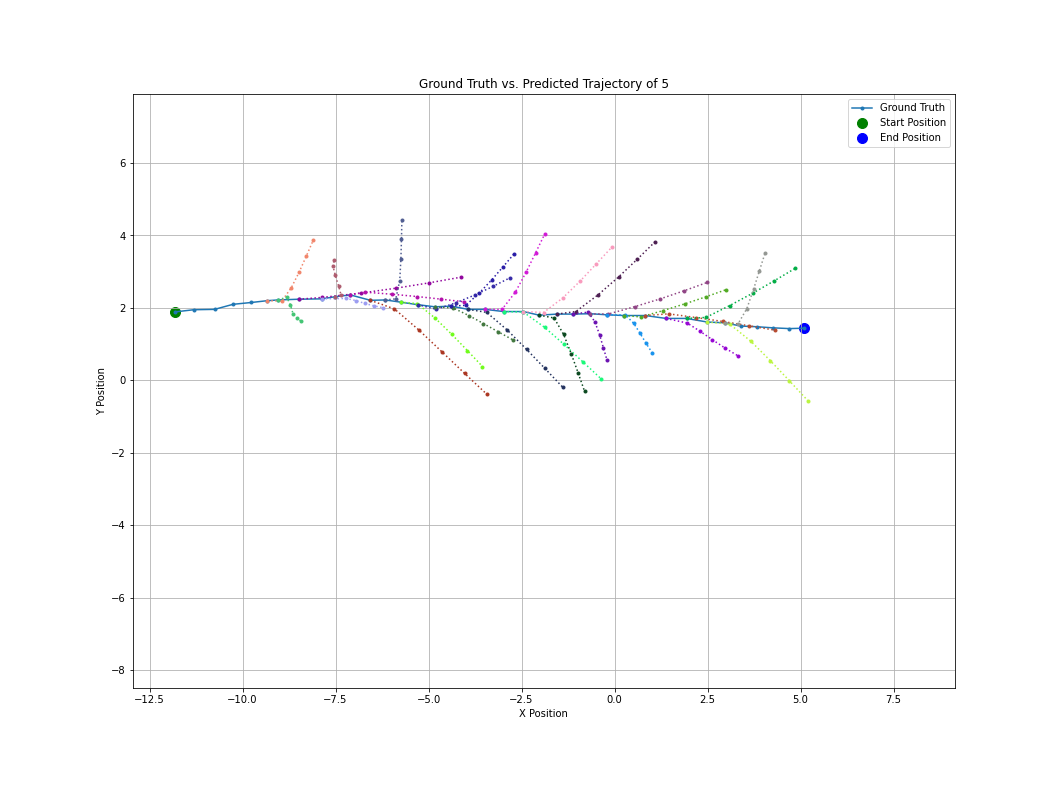 Ground Truth vs. Predicted Trajectory of 5
Ground Truth
Start Position
End Position
6
4
2
0
−2
−4
−6
−8
Y Position
−12.5 −10.0 −7.5 −5.0 −2.5 0.0 2.5 5.0 7.5
X Position